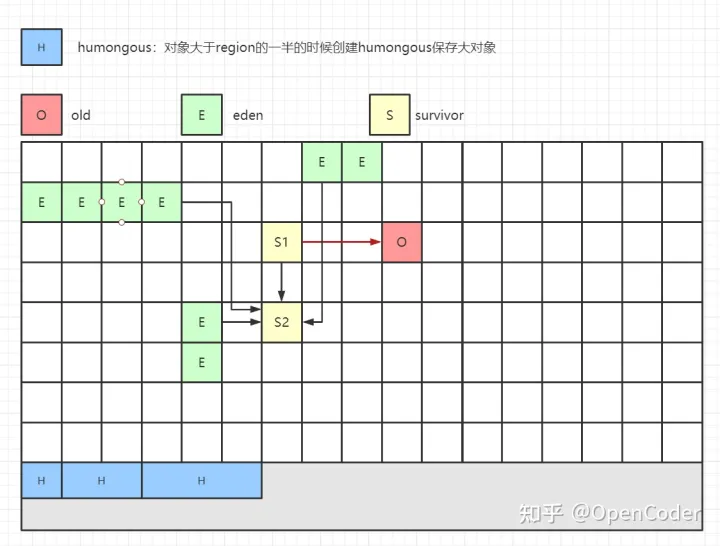 H humongous：对象大于region的一半的时候创建humongous保存大对象
O old E eden S survivor
E E
E E E E
S1 O
E S2
E
H H H
知乎 @OpenCoder